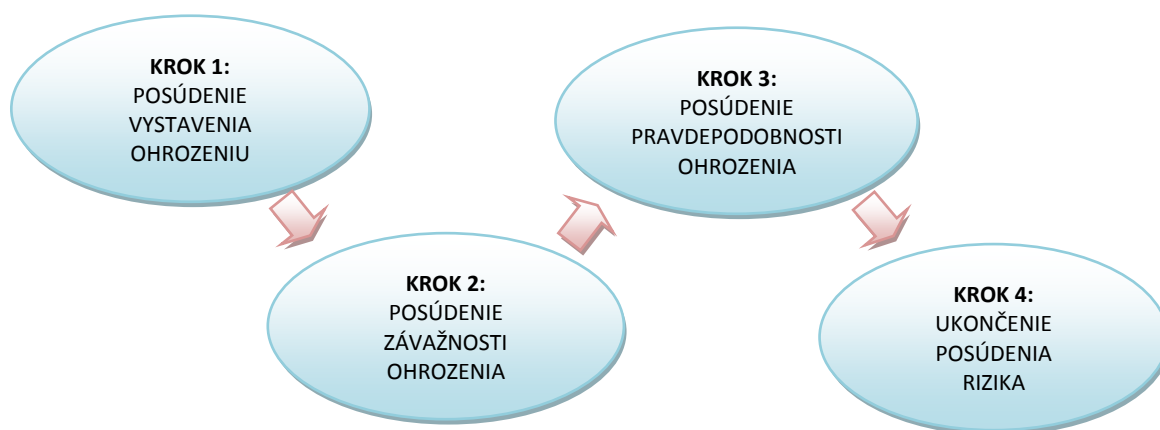 KROK 1:
POSÚDENIE
VYSTAVENIA
OHROZENIU
KROK 2:
POSÚDENIE
ZÁVAŽNOSTI
OHROZENIA
KROK 3:
POSÚDENIE
PRAVDEPODOBNOSTI
OHROZENIA
KROK 4:
UKONČENIE
POSÚDENIA
RIZIKA